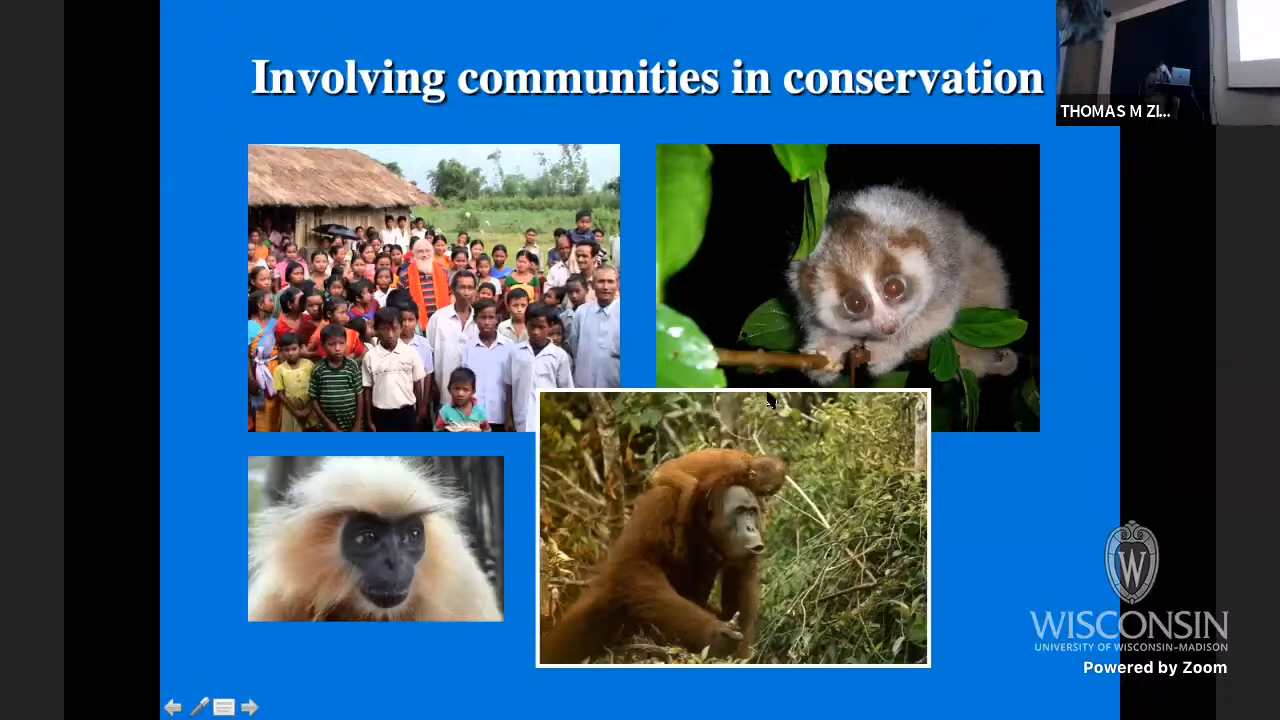 Involving communities in conservation
THOMAS M ZI...
W
WISCONSIN
UNIVERSITY OF WISCONSIN–MADISON
Powered by Zoom